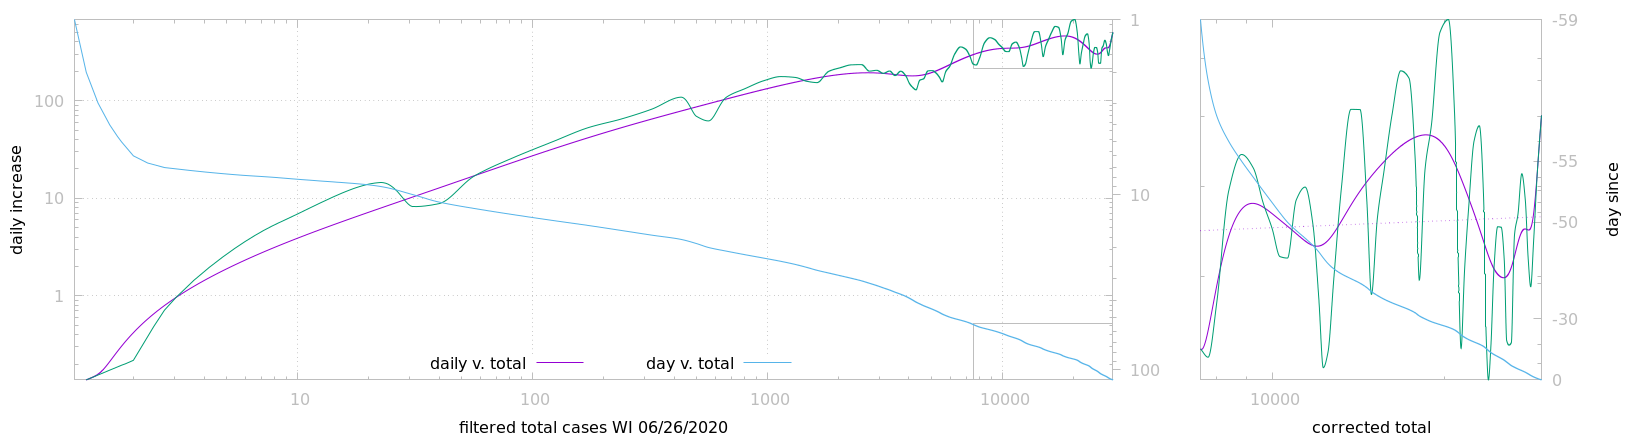 daily increase
100
10
1
daily v. total
day v. total
10
100
1000
10000
filtered total cases WI 06/26/2020
1
10
100
10000
corrected total
-59
-55
-50
-30
0
day since